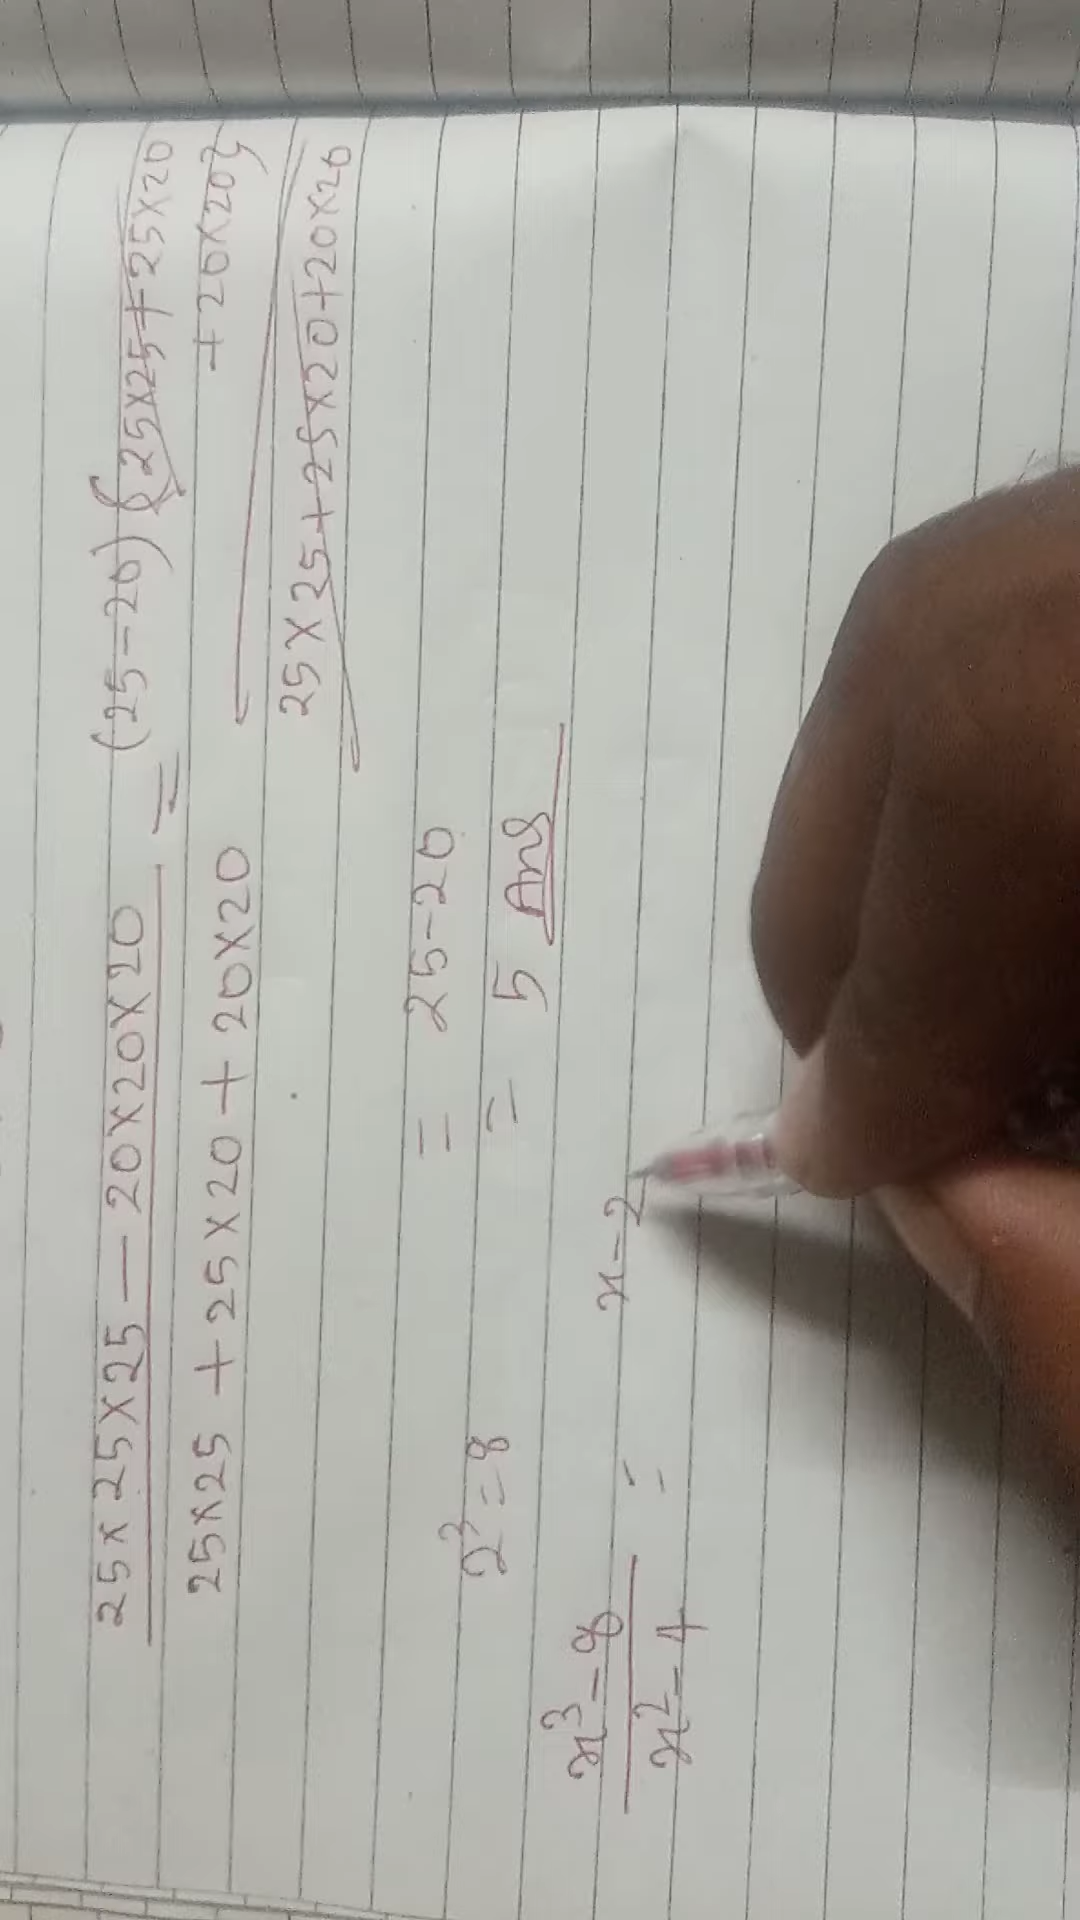 25×25×25−20×20×20 = (25−20){(25×25+25×20
25×25+25×20+20×20 +20×20}
25×25+25×20+20×20
= 25−20
= 5 Ans
2³=8
x³−8 = x−2
x²−4